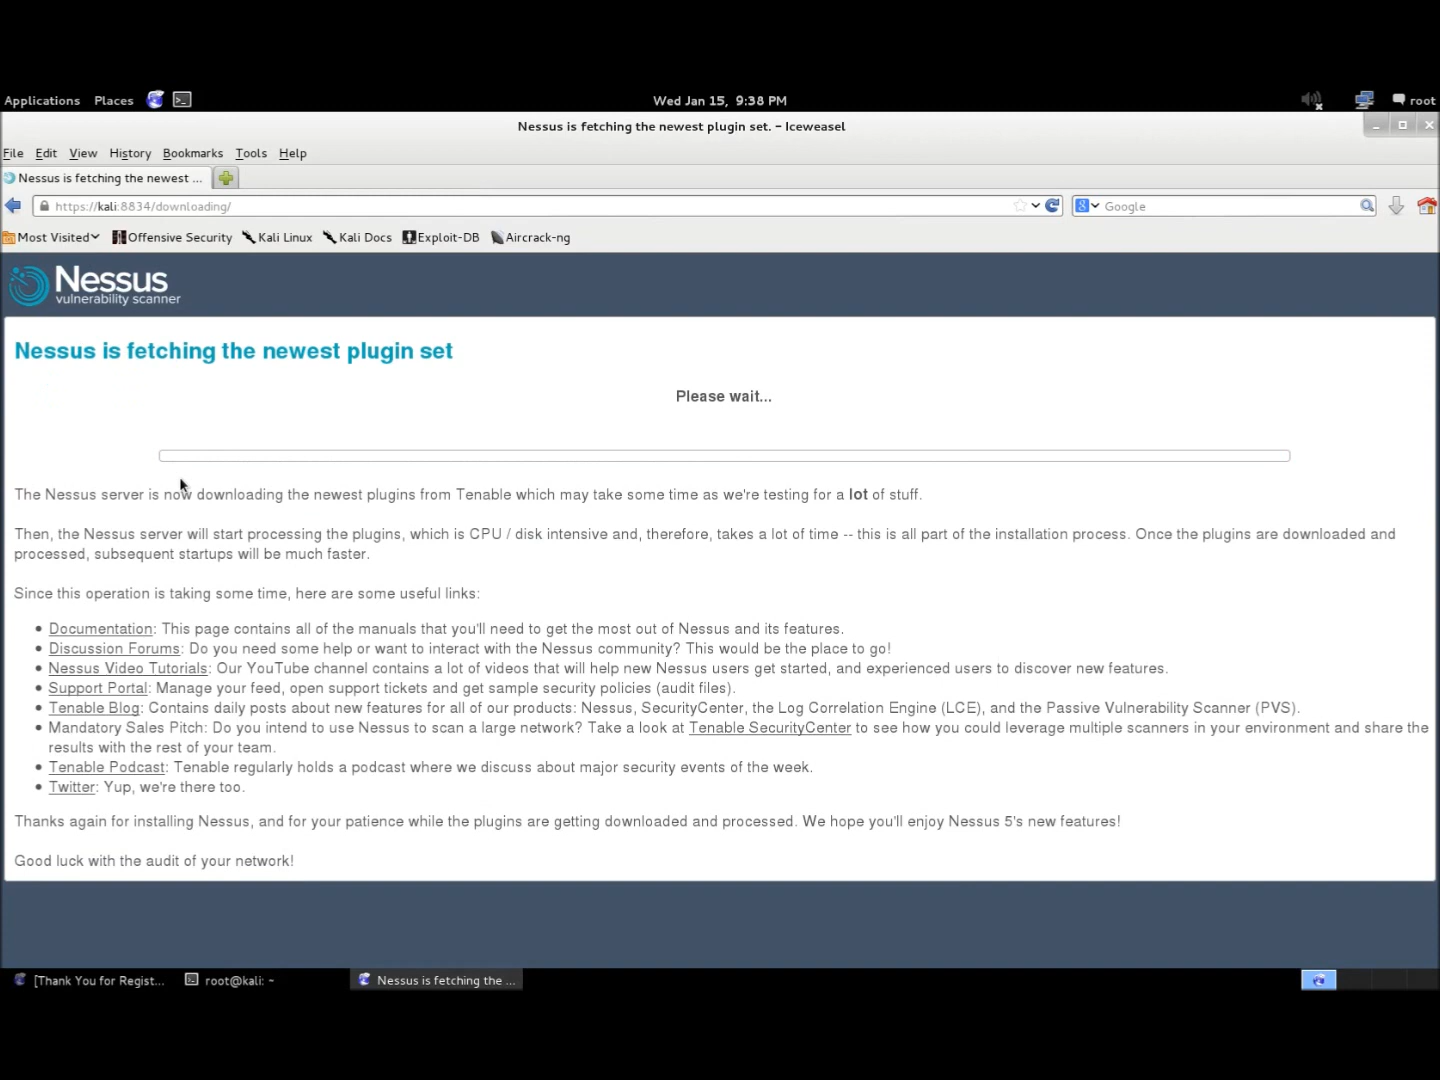 Applications Places Wed Jan 15, 9:38 PM root
Nessus is fetching the newest plugin set. - Iceweasel
File Edit View History Bookmarks Tools Help
Nessus is fetching the newest ...
https://kali:8834/downloading/ Google
Most Visited Offensive Security Kali Linux Kali Docs Exploit-DB Aircrack-ng
Nessus
vulnerability scanner
Nessus is fetching the newest plugin set
Please wait...
The Nessus server is now downloading the newest plugins from Tenable which may take some time as we're testing for a lot of stuff.
Then, the Nessus server will start processing the plugins, which is CPU / disk intensive and, therefore, takes a lot of time -- this is all part of the installation process. Once the plugins are downloaded and
processed, subsequent startups will be much faster.
Since this operation is taking some time, here are some useful links:
• Documentation: This page contains all of the manuals that you'll need to get the most out of Nessus and its features.
• Discussion Forums: Do you need some help or want to interact with the Nessus community? This would be the place to go!
• Nessus Video Tutorials: Our YouTube channel contains a lot of videos that will help new Nessus users get started, and experienced users to discover new features.
• Support Portal: Manage your feed, open support tickets and get sample security policies (audit files).
• Tenable Blog: Contains daily posts about new features for all of our products: Nessus, SecurityCenter, the Log Correlation Engine (LCE), and the Passive Vulnerability Scanner (PVS).
• Mandatory Sales Pitch: Do you intend to use Nessus to scan a large network? Take a look at Tenable SecurityCenter to see how you could leverage multiple scanners in your environment and share the
results with the rest of your team.
• Tenable Podcast: Tenable regularly holds a podcast where we discuss about major security events of the week.
• Twitter: Yup, we're there too.
Thanks again for installing Nessus, and for your patience while the plugins are getting downloaded and processed. We hope you'll enjoy Nessus 5's new features!
Good luck with the audit of your network!
[Thank You for Regist... root@kali: ~ Nessus is fetching the ...